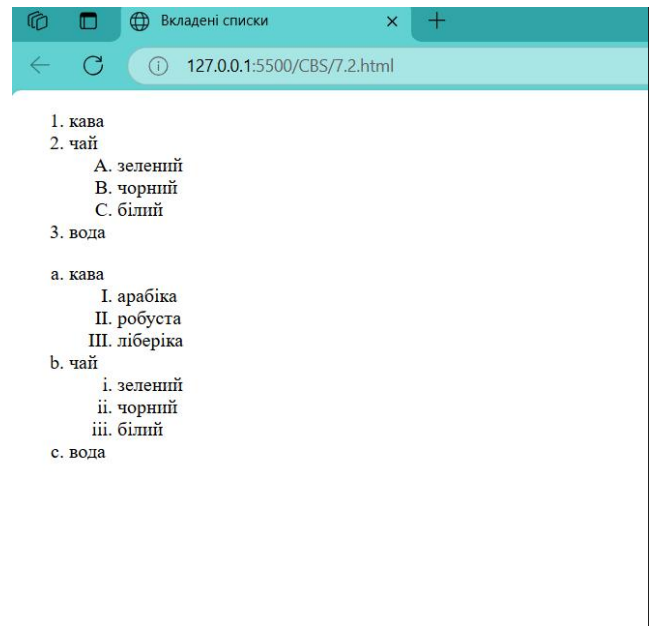 Вкладені списки
127.0.0.1:5500/CBS/7.2.html
1. кава
2. чай
A. зелений
B. чорний
C. білий
3. вода
a. кава
I. арабіка
II. робуста
III. ліберіка
b. чай
i. зелений
ii. чорний
iii. білий
c. вода